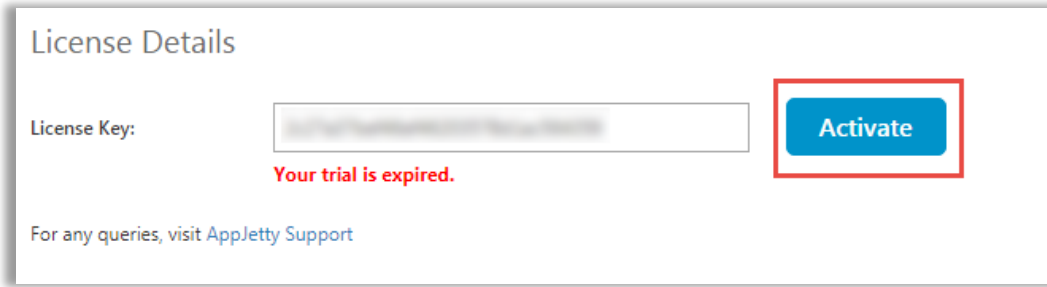 License Details
License Key:
Activate
Your trial is expired.
For any queries, visit AppJetty Support